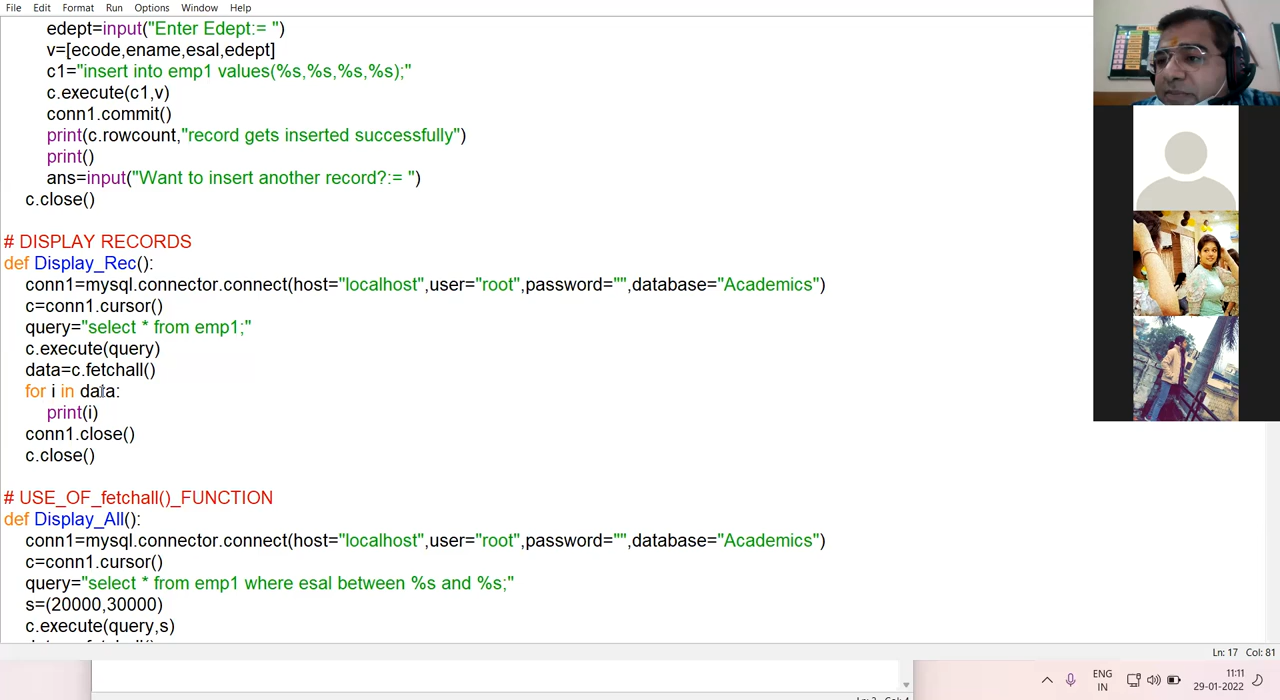 File Edit Format Run Options Window Help
edept=input("Enter Edept:= ")
v=[ecode,ename,esal,edept]
c1="insert into emp1 values(%s,%s,%s,%s);"
c.execute(c1,v)
conn1.commit()
print(c.rowcount,"record gets inserted successfully")
print()
ans=input("Want to insert another record?:= ")
c.close()
# DISPLAY RECORDS
def Display_Rec():
conn1=mysql.connector.connect(host="localhost",user="root",password="",database="Academics")
c=conn1.cursor()
query="select * from emp1;"
c.execute(query)
data=c.fetchall()
for i in data:
print(i)
conn1.close()
c.close()
# USE_OF_fetchall()_FUNCTION
def Display_All():
conn1=mysql.connector.connect(host="localhost",user="root",password="",database="Academics")
c=conn1.cursor()
query="select * from emp1 where esal between %s and %s;"
s=(20000,30000)
c.execute(query,s)
Ln: 17 Col: 81
ENG
IN
11:11
29-01-2022